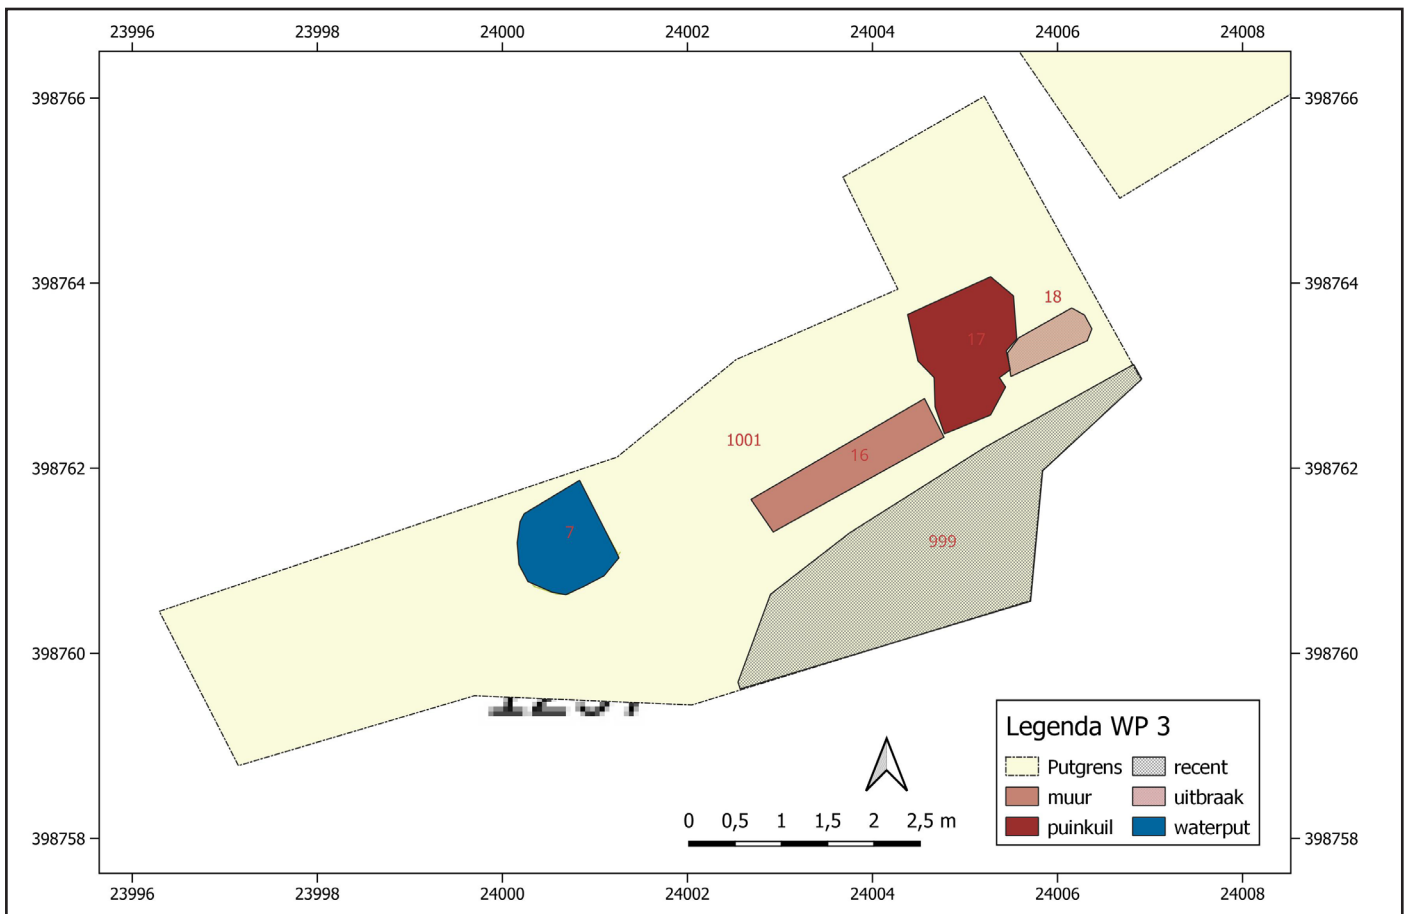 23996 23998 24000 24002 24004 24006 24008
398766 398766
398764 398764
18
17
1001
16
398762 398762
7
999
398760 398760
Legenda WP 3
Putgrens recent
muur uitbraak
puinkuil waterput
0 0,5 1 1,5 2 2,5 m
398758 398758
23996 23998 24000 24002 24004 24006 24008